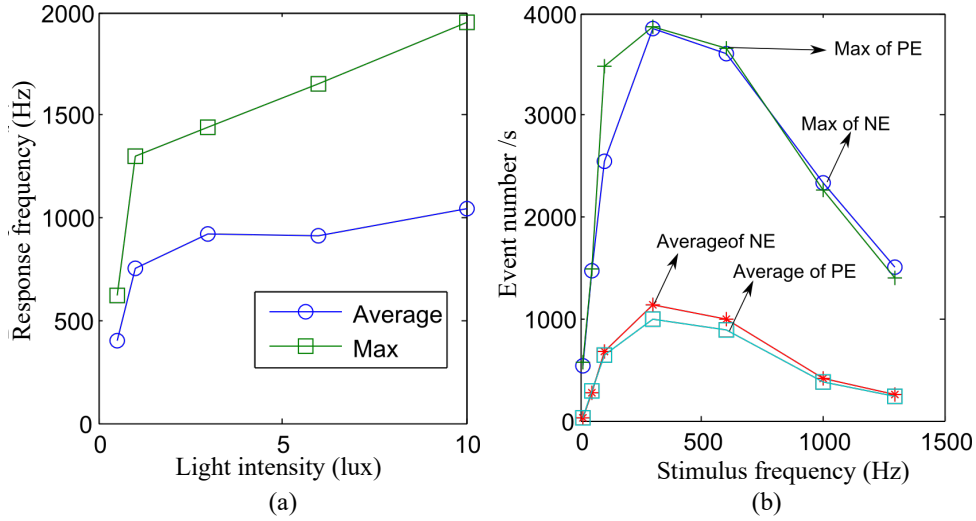 2000
1500
1000
500
0
Response frequency (Hz)
Average
Max
0
5
10
Light intensity (lux)
(a)
4000
3000
2000
1000
0
Event number /s
Max of PE
Max of NE
Averageof NE
Average of PE
0
500
1000
1500
Stimulus frequency (Hz)
(b)